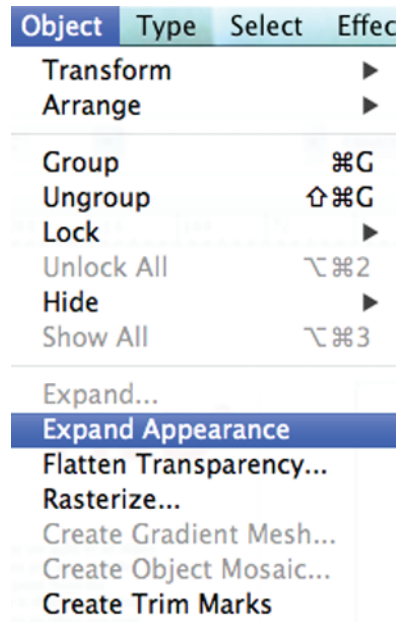 Object Type Select Effec
Transform ▶
Arrange ▶
Group ⌘G
Ungroup ⇧⌘G
Lock ▶
Unlock All ⌥⌘2
Hide ▶
Show All ⌥⌘3
Expand...
Expand Appearance
Flatten Transparency...
Rasterize...
Create Gradient Mesh...
Create Object Mosaic...
Create Trim Marks